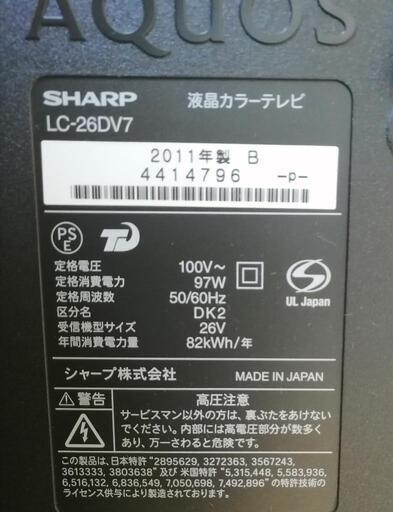 AQUOS
SHARP 液晶カラーテレビ
LC-26DV7
2011年製 B
4414796 -p-
PS
E
定格電圧 100V～
定格消費電力 97W
定格周波数 50/60Hz
区分名 DK2
受信機型サイズ 26V
年間消費電力量 82kWh/年
UL Japan
シャープ株式会社 MADE IN JAPAN
警告 高圧注意
サービスマン以外の方は、裏ぶたをあけないでください。内部には高電圧部分が数多くあり、万一さわると危険です。
この製品は、日本特許 "2895629, 3272363, 3567243,
3613333, 3803638" 及び 米国特許 "5,315,448, 5,583,936,
6,516,132, 6,836,549, 7,050,698, 7,492,896" の特許技術の
ライセンス供与により製造されております。